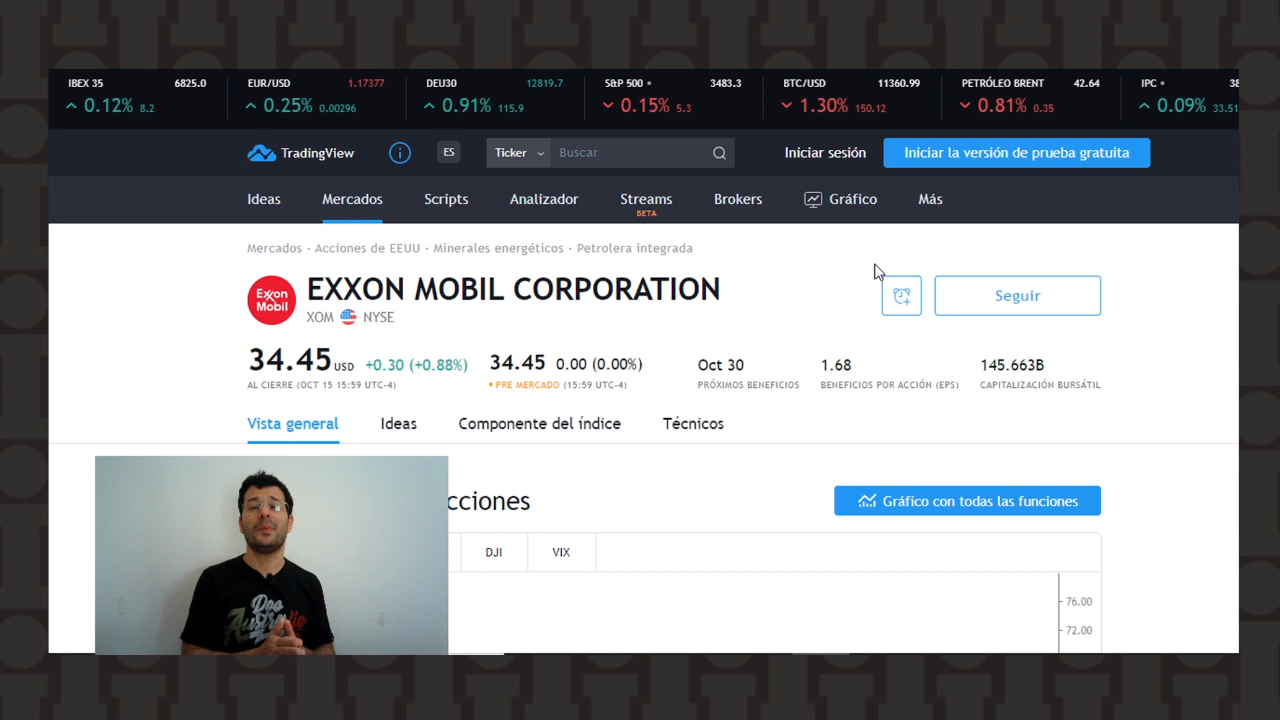 IBEX 35 6825.0 EUR/USD 1.17377 DEU30 12819.7 S&P 500 3483.3 BTC/USD 11360.99 PETRÓLEO BRENT 42.64 IPC
0.12% 8.2 0.25% 0.00296 0.91% 115.9 0.15% 5.3 1.30% 150.12 0.81% 0.35 0.09% 33.51
TradingView ES Ticker Buscar Iniciar sesión Iniciar la versión de prueba gratuita
Ideas Mercados Scripts Analizador Streams Brokers Gráfico Más
BETA
Mercados · Acciones de EEUU · Minerales energéticos · Petrolera integrada
Exxon
Mobil
EXXON MOBIL CORPORATION
Seguir
XOM NYSE
34.45 USD +0.30 (+0.88%) 34.45 0.00 (0.00%) Oct 30 1.68 145.663B
AL CIERRE (OCT 15 15:59 UTC-4) PRE MERCADO (15:59 UTC-4) PRÓXIMOS BENEFICIOS BENEFICIOS POR ACCIÓN (EPS) CAPITALIZACIÓN BURSÁTIL
Vista general Ideas Componente del índice Técnicos
cciones Gráfico con todas las funciones
DJI VIX
76.00
72.00